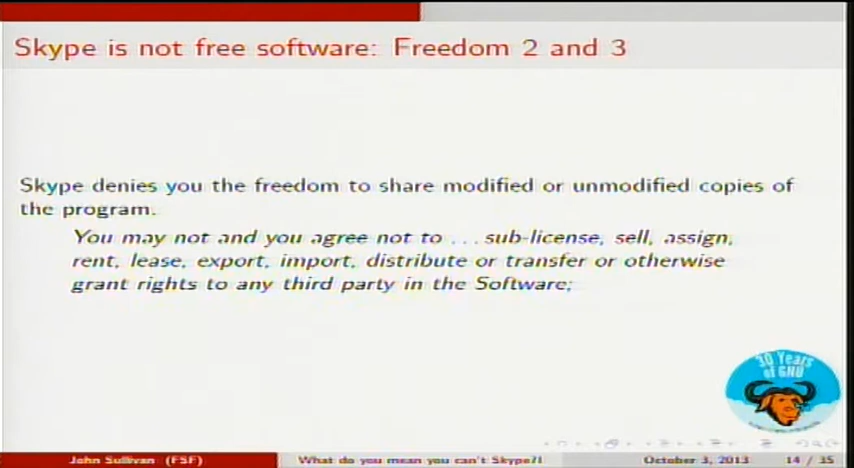 Skype is not free software: Freedom 2 and 3
Skype denies you the freedom to share modified or unmodified copies of
the program.
You may not and you agree not to ... sub-license, sell, assign,
rent, lease, export, import, distribute or transfer or otherwise
grant rights to any third party in the Software;
30 Years
of GNU
John Sullivan (FSF)
What do you mean you can't Skype?!
October 3, 2013
14 / 35